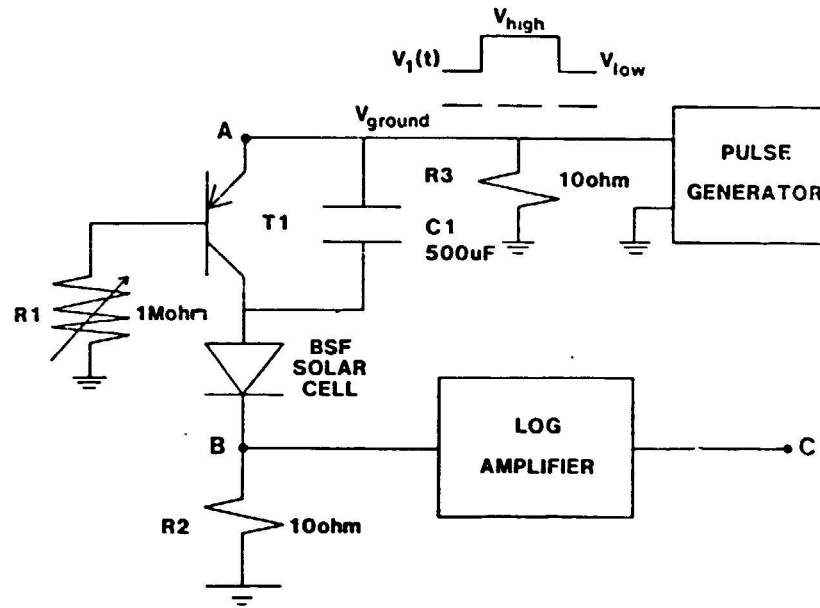 V_high
V_1(t)
V_low
V_ground
A
PULSE
GENERATOR
R3
10ohm
T1
C1
500uF
R1
1Mohm
BSF
SOLAR
CELL
B
LOG
AMPLIFIER
C
R2
10ohm